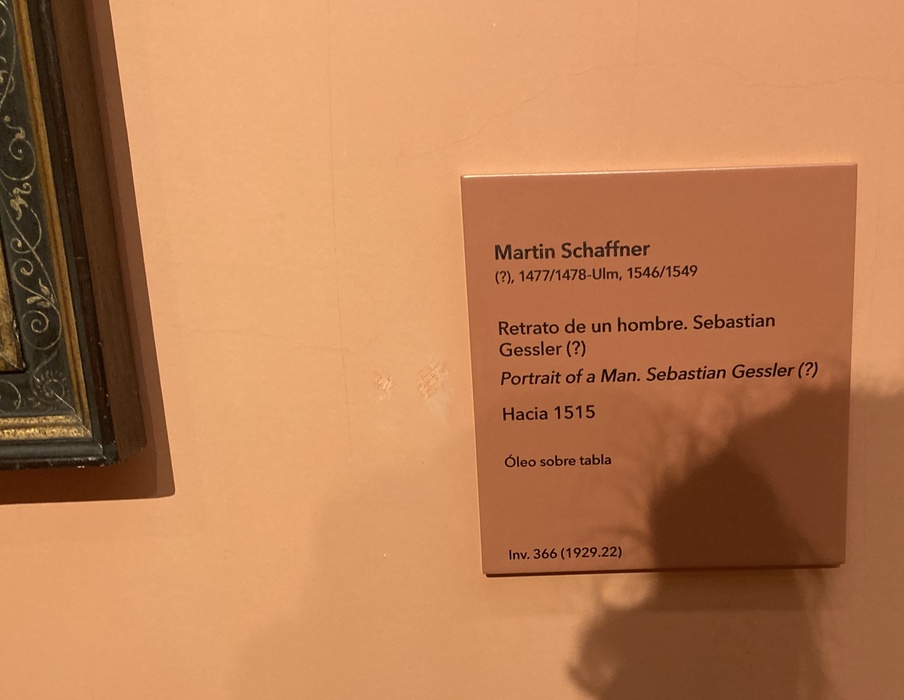 Martin Schaffner
(?), 1477/1478-Ulm, 1546/1549
Retrato de un hombre. Sebastian
Gessler (?)
Portrait of a Man. Sebastian Gessler (?)
Hacia 1515
Óleo sobre tabla
Inv. 366 (1929.22)